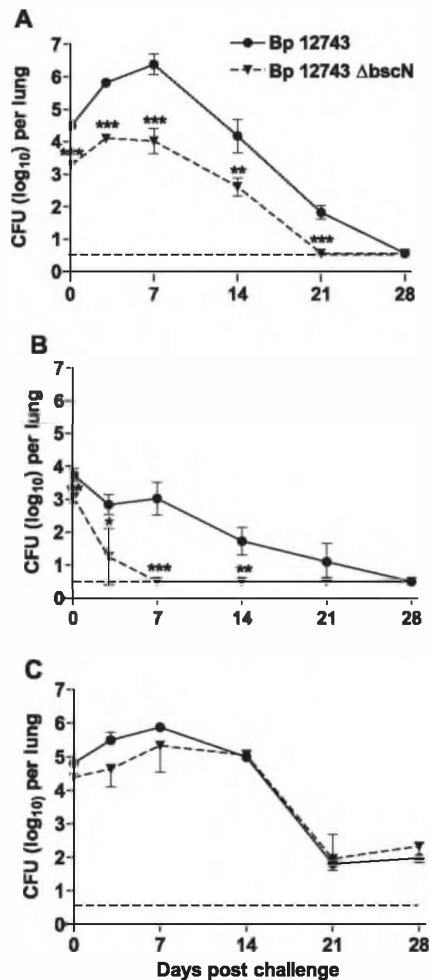 A
Bp 12743
Bp 12743 ΔbscN
CFU (log₁₀) per lung
7
6
5
4
3
2
1
0
***
***
***
**
***
0 7 14 21 28
B
CFU (log₁₀) per lung
7
6
5
4
3
2
1
0
*
*
***
**
0 7 14 21 28
C
CFU (log₁₀) per lung
7
6
5
4
3
2
1
0
0 7 14 21 28
Days post challenge